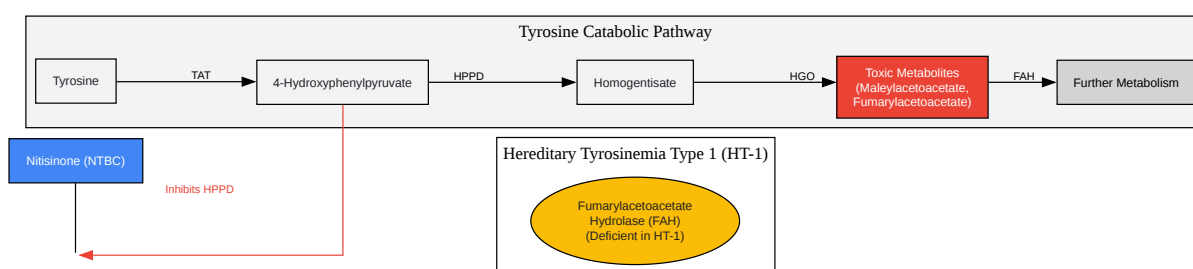 Tyrosine Catabolic Pathway
Tyrosine
TAT
4-Hydroxyphenylpyruvate
HPPD
Homogentisate
HGO
Toxic Metabolites
(Maleylacetoacetate,
Fumarylacetoacetate)
FAH
Further Metabolism
Nitisinone (NTBC)
Inhibits HPPD
Hereditary Tyrosinemia Type 1 (HT-1)
Fumarylacetoacetate
Hydrolase (FAH)
(Deficient in HT-1)